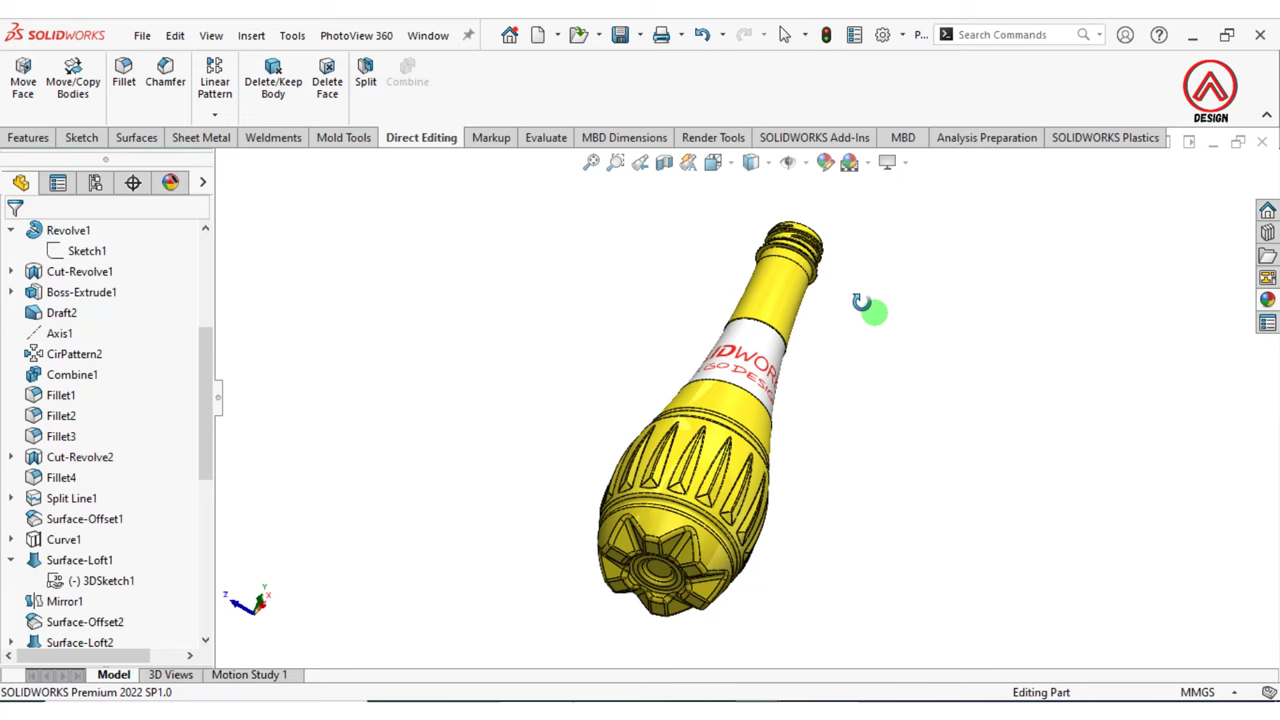 SOLIDWORKS File Edit View Insert Tools PhotoView 360 Window P... Search Commands
Move Face
Move/Copy Bodies
Fillet
Chamfer
Linear Pattern
Delete/Keep Body
Delete Face
Split
Combine
DESIGN
Features Sketch Surfaces Sheet Metal Weldments Mold Tools Direct Editing Markup Evaluate MBD Dimensions Render Tools SOLIDWORKS Add-Ins MBD Analysis Preparation SOLIDWORKS Plastics
Revolve1
Sketch1
Cut-Revolve1
Boss-Extrude1
Draft2
Axis1
CirPattern2
Combine1
Fillet1
Fillet2
Fillet3
Cut-Revolve2
Fillet4
Split Line1
Surface-Offset1
Curve1
Surface-Loft1
(-) 3DSketch1
Mirror1
Surface-Offset2
Surface-Loft2
IDWOR
GO DESIG
Y
Z X
Model 3D Views Motion Study 1
SOLIDWORKS Premium 2022 SP1.0 Editing Part MMGS